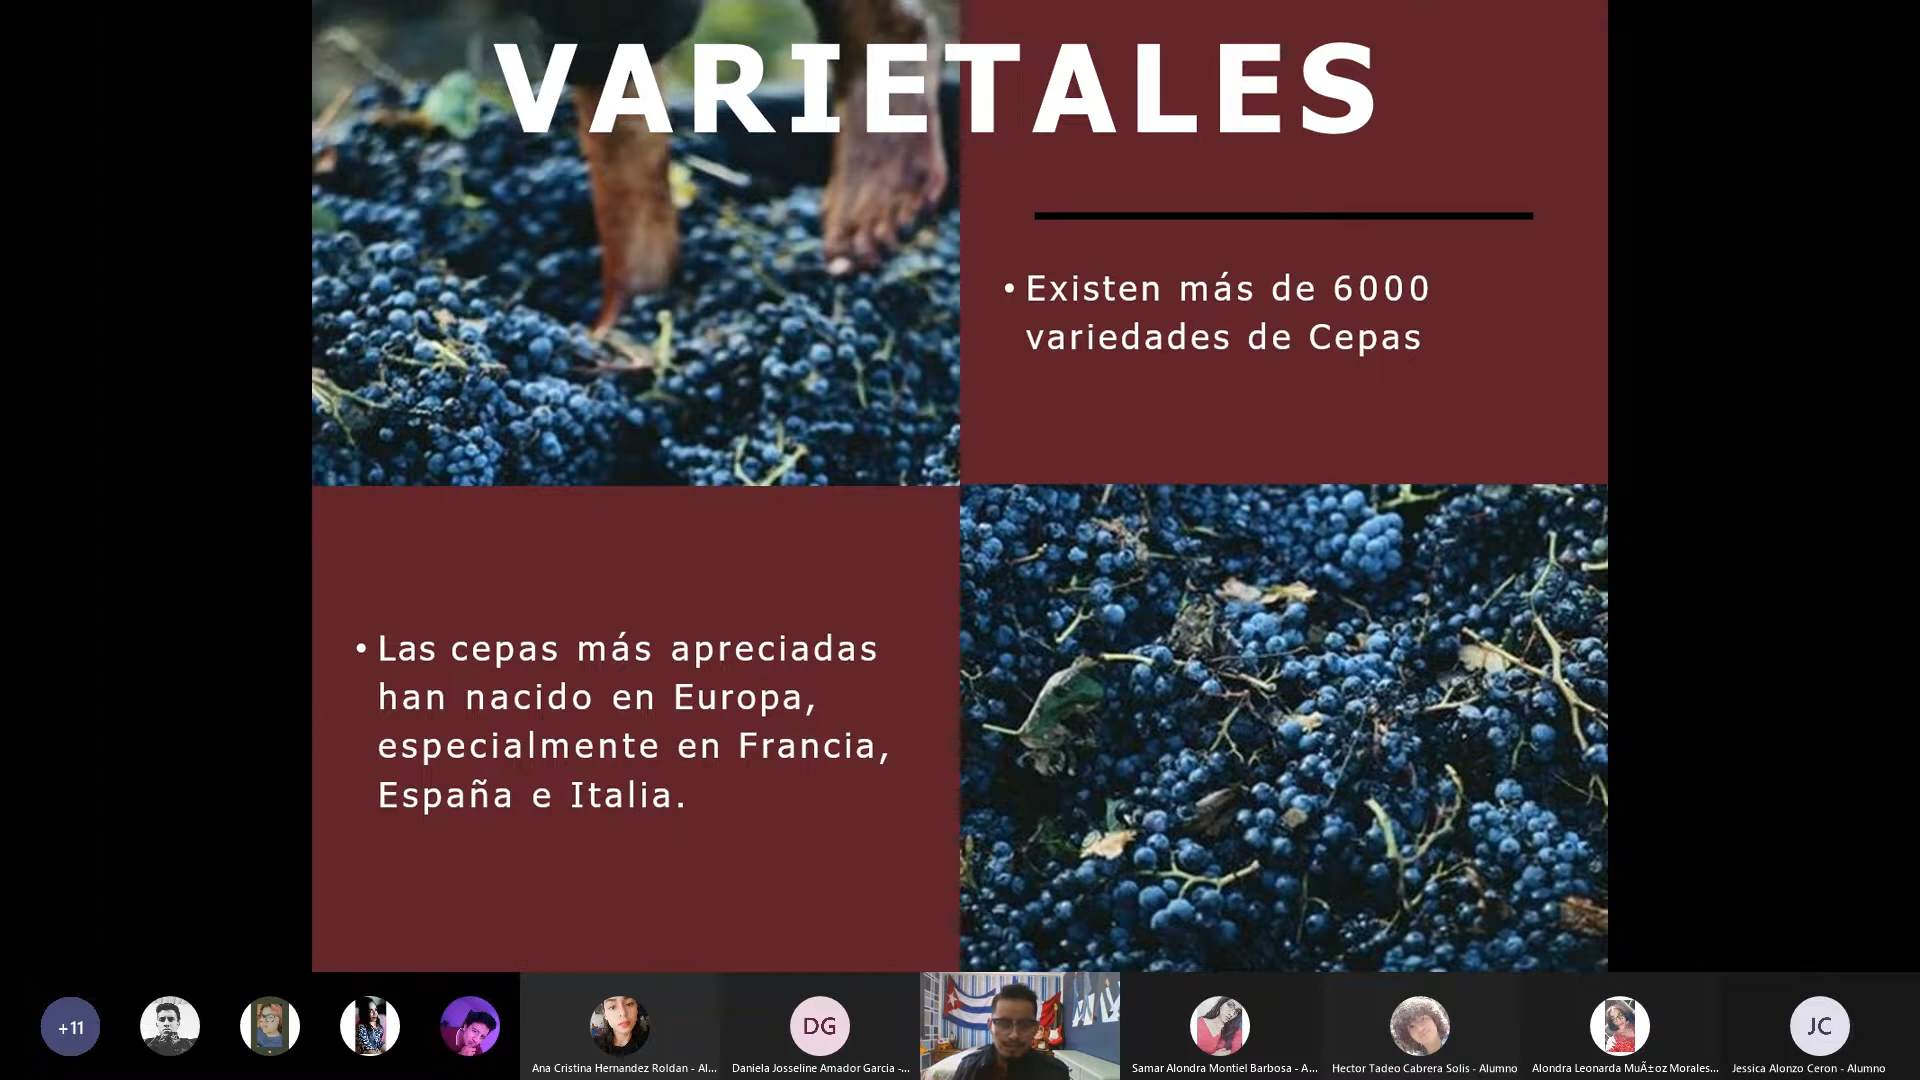 VARIETALES
• Existen más de 6000
variedades de Cepas
• Las cepas más apreciadas
han nacido en Europa,
especialmente en Francia,
España e Italia.
+11
DG
JC
Ana Cristina Hernandez Roldan - Al...
Daniela Josseline Amador Garcia -...
Samar Alondra Montiel Barbosa - A...
Hector Tadeo Cabrera Solis - Alumno
Alondra Leonarda MuÃ±oz Morales...
Jessica Alonzo Ceron - Alumno